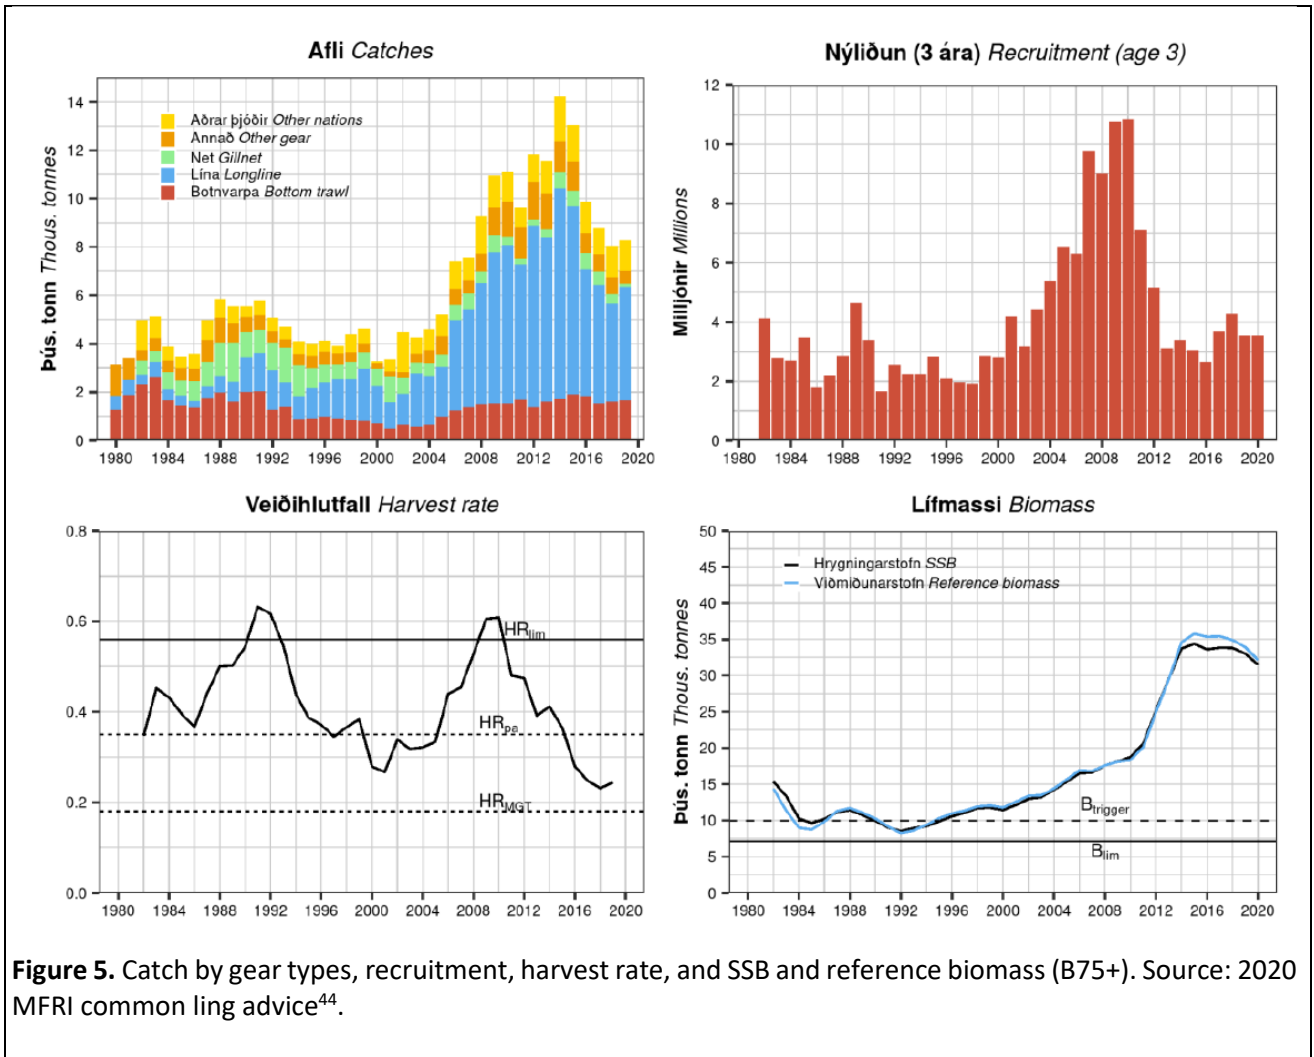 Afli Catches
Þús. tonn Thous. tonnes
14
12
10
8
6
4
2
0
Aðrar þjóðir Other nations
Annað Other gear
Net Gillnet
Lína Longline
Botnvarpa Bottom trawl
1980 1984 1988 1992 1996 2000 2004 2008 2012 2016 2020
Nýliðun (3 ára) Recruitment (age 3)
Milljónir Millions
12
10
8
6
4
2
0
1980 1984 1988 1992 1996 2000 2004 2008 2012 2016 2020
Veiðihlutfall Harvest rate
0.8
0.6
0.4
0.2
0.0
HRlim
HRpa
HRMGT
1980 1984 1988 1992 1996 2000 2004 2008 2012 2016 2020
Lífmassi Biomass
Þús. tonn Thous. tonnes
50
45
40
35
30
25
20
15
10
5
0
Hrygningarstofn SSB
Viðmiðunarstofn Reference biomass
Btrigger
Blim
1980 1984 1988 1992 1996 2000 2004 2008 2012 2016 2020
Figure 5. Catch by gear types, recruitment, harvest rate, and SSB and reference biomass (B75+). Source: 2020
MFRI common ling advice44.